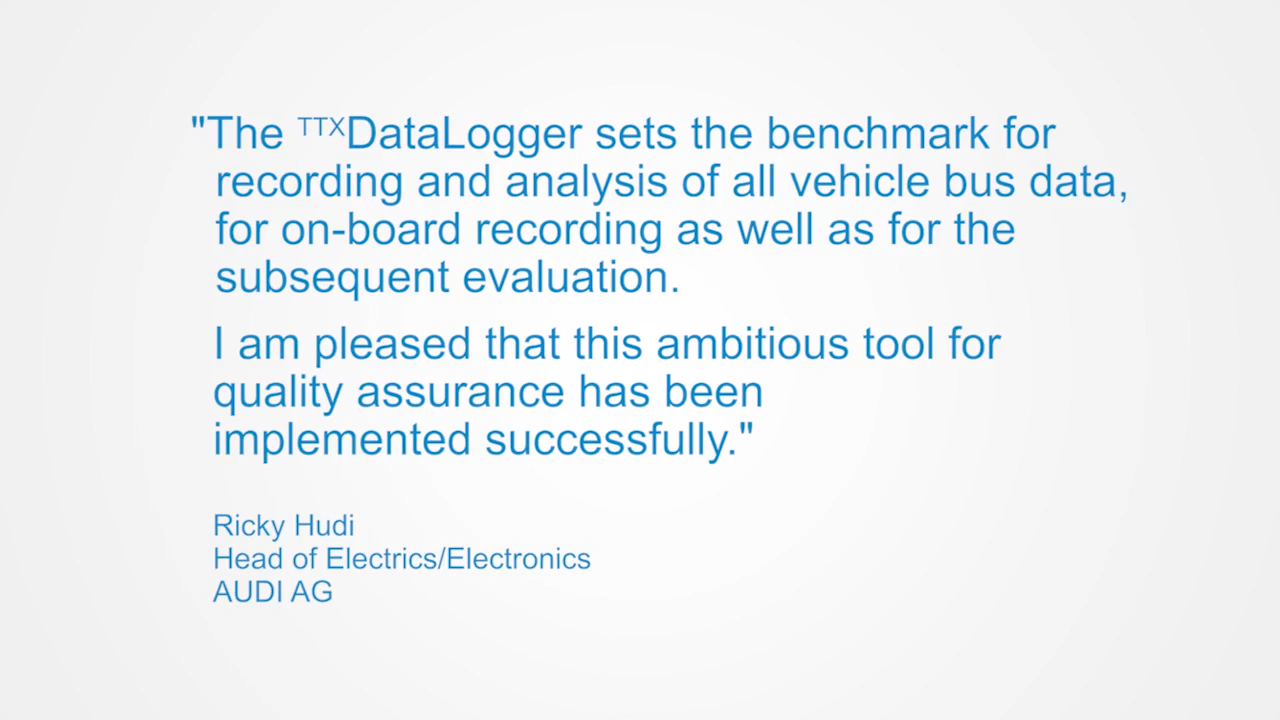 "The TTXDataLogger sets the benchmark for
recording and analysis of all vehicle bus data,
for on-board recording as well as for the
subsequent evaluation.
I am pleased that this ambitious tool for
quality assurance has been
implemented successfully."
Ricky Hudi
Head of Electrics/Electronics
AUDI AG